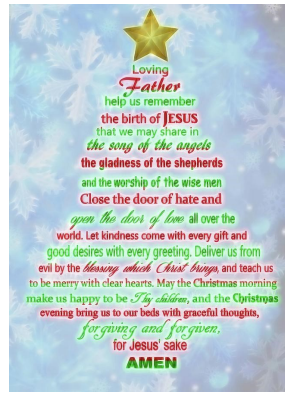 Loving
Father
help us remember
the birth of JESUS
that we may share in
the song of the angels
the gladness of the shepherds
and the worship of the wise men
Close the door of hate and
open the door of love all over the
world. Let kindness come with every gift and
good desires with every greeting. Deliver us from
evil by the blessing which Christ brings, and teach us
to be merry with clear hearts. May the Christmas morning
make us happy to be Thy children, and the Christmas
evening bring us to our beds with graceful thoughts,
forgiving and forgiven,
for Jesus' sake
AMEN